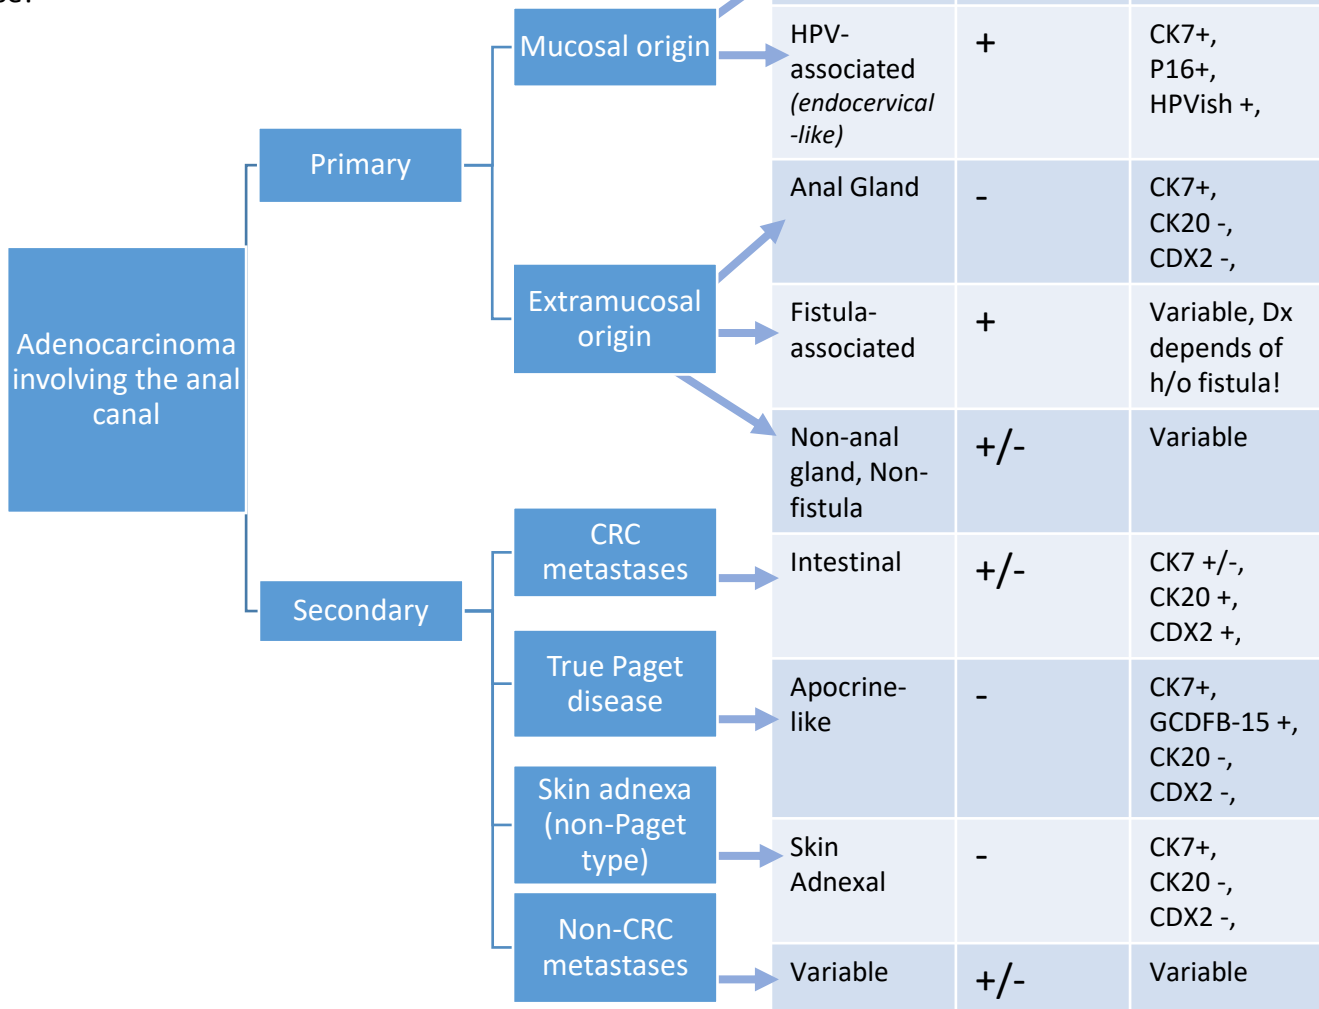 Mucosal origin
HPV-
associated
(endocervical
-like)
+
CK7+,
P16+,
HPVish +,
Primary
Anal Gland
-
CK7+,
CK20 -,
CDX2 -,
Extramucosal
origin
Fistula-
associated
+
Variable, Dx
depends of
h/o fistula!
Adenocarcinoma
involving the anal
canal
Non-anal
gland, Non-
fistula
+/-
Variable
CRC
metastases
Intestinal
+/-
CK7 +/-,
CK20 +,
CDX2 +,
Secondary
True Paget
disease
Apocrine-
like
-
CK7+,
GCDFB-15 +,
CK20 -,
CDX2 -,
Skin adnexa
(non-Paget
type)
Skin
Adnexal
-
CK7+,
CK20 -,
CDX2 -,
Non-CRC
metastases
Variable
+/-
Variable